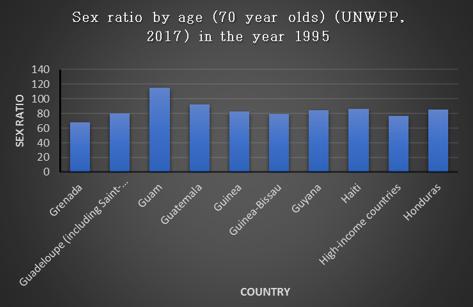 Sex ratio by age (70 year olds) (UNWPP,
2017) in the year 1995
SEX RATIO
140
120
100
80
60
40
20
0
Grenada
Guadeloupe (including Saint-...
Guam
Guatemala
Guinea
Guinea-Bissau
Guyana
Haiti
High-income countries
Honduras
COUNTRY